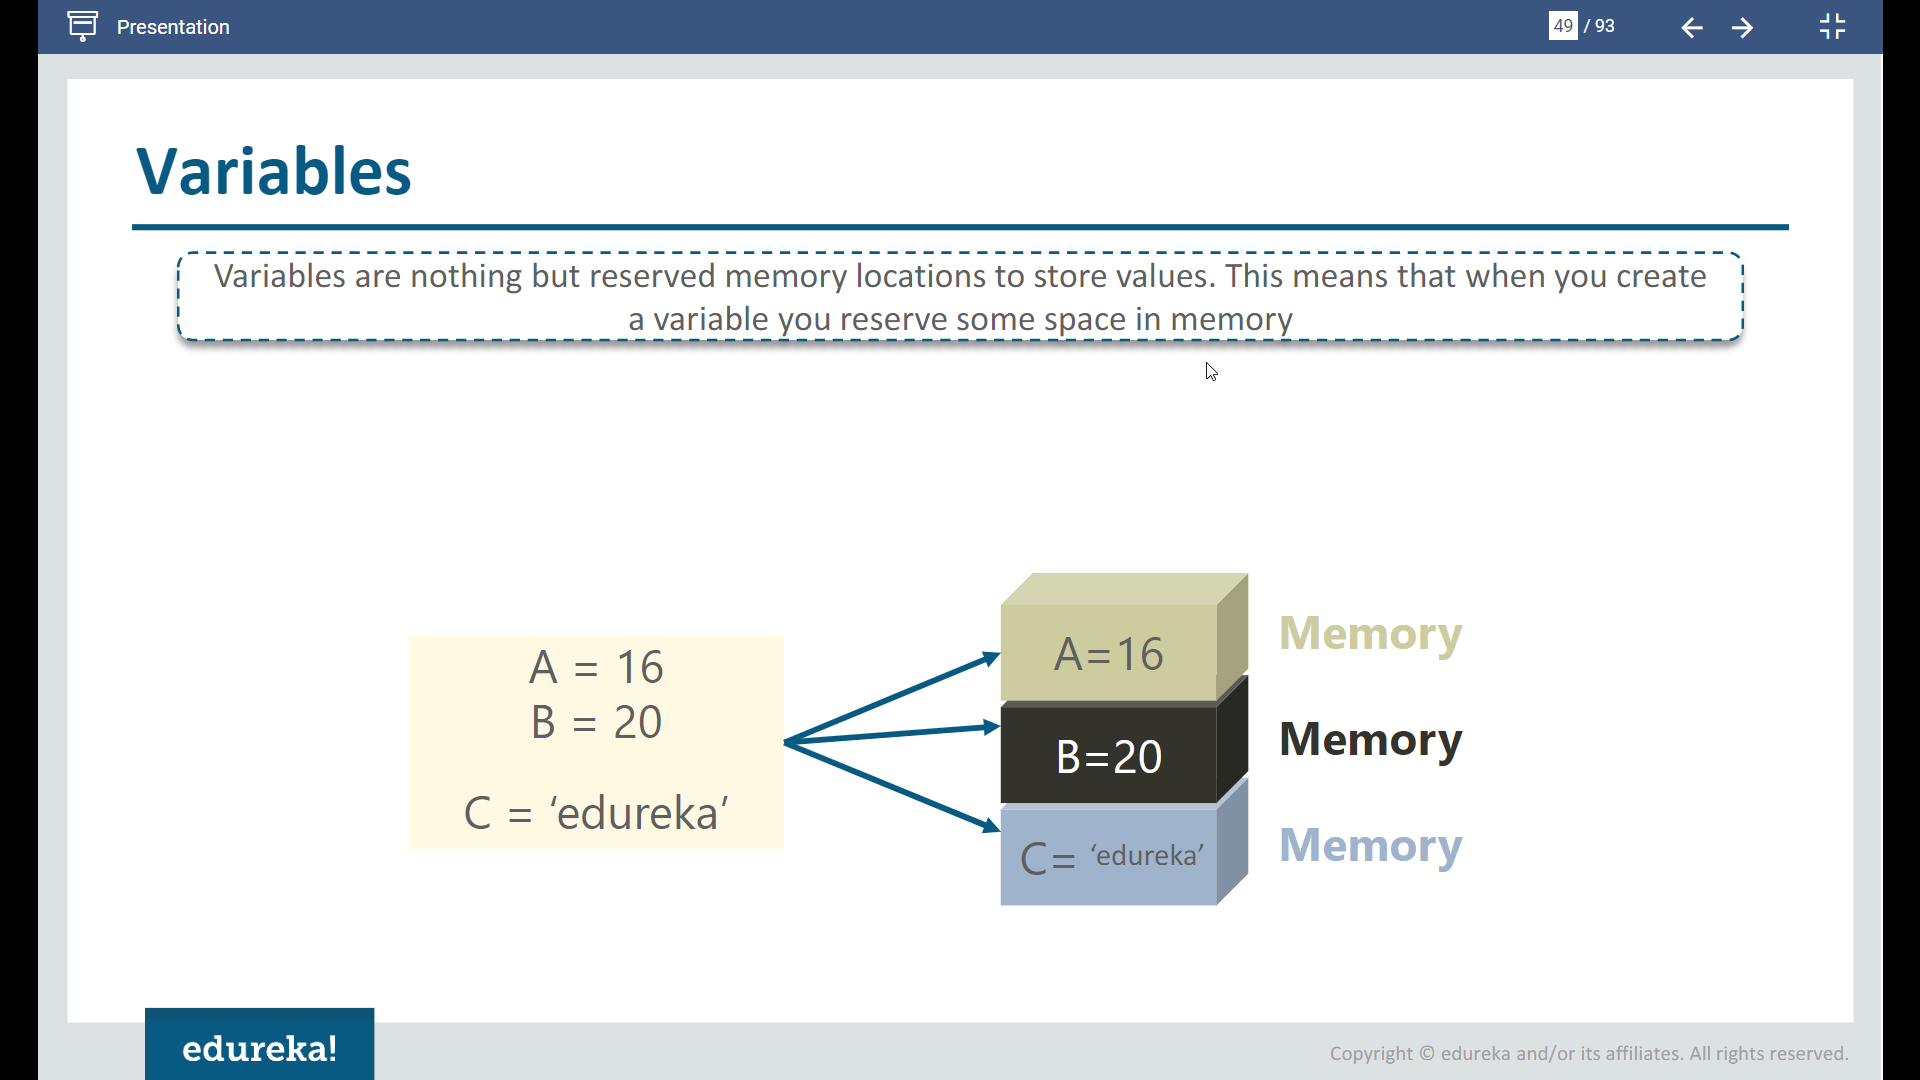 Presentation
49 / 93
Variables
Variables are nothing but reserved memory locations to store values. This means that when you create
a variable you reserve some space in memory
A = 16
B = 20
C = ‘edureka’
A=16
Memory
B=20
Memory
C= ‘edureka’
Memory
edureka!
Copyright © edureka and/or its affiliates. All rights reserved.